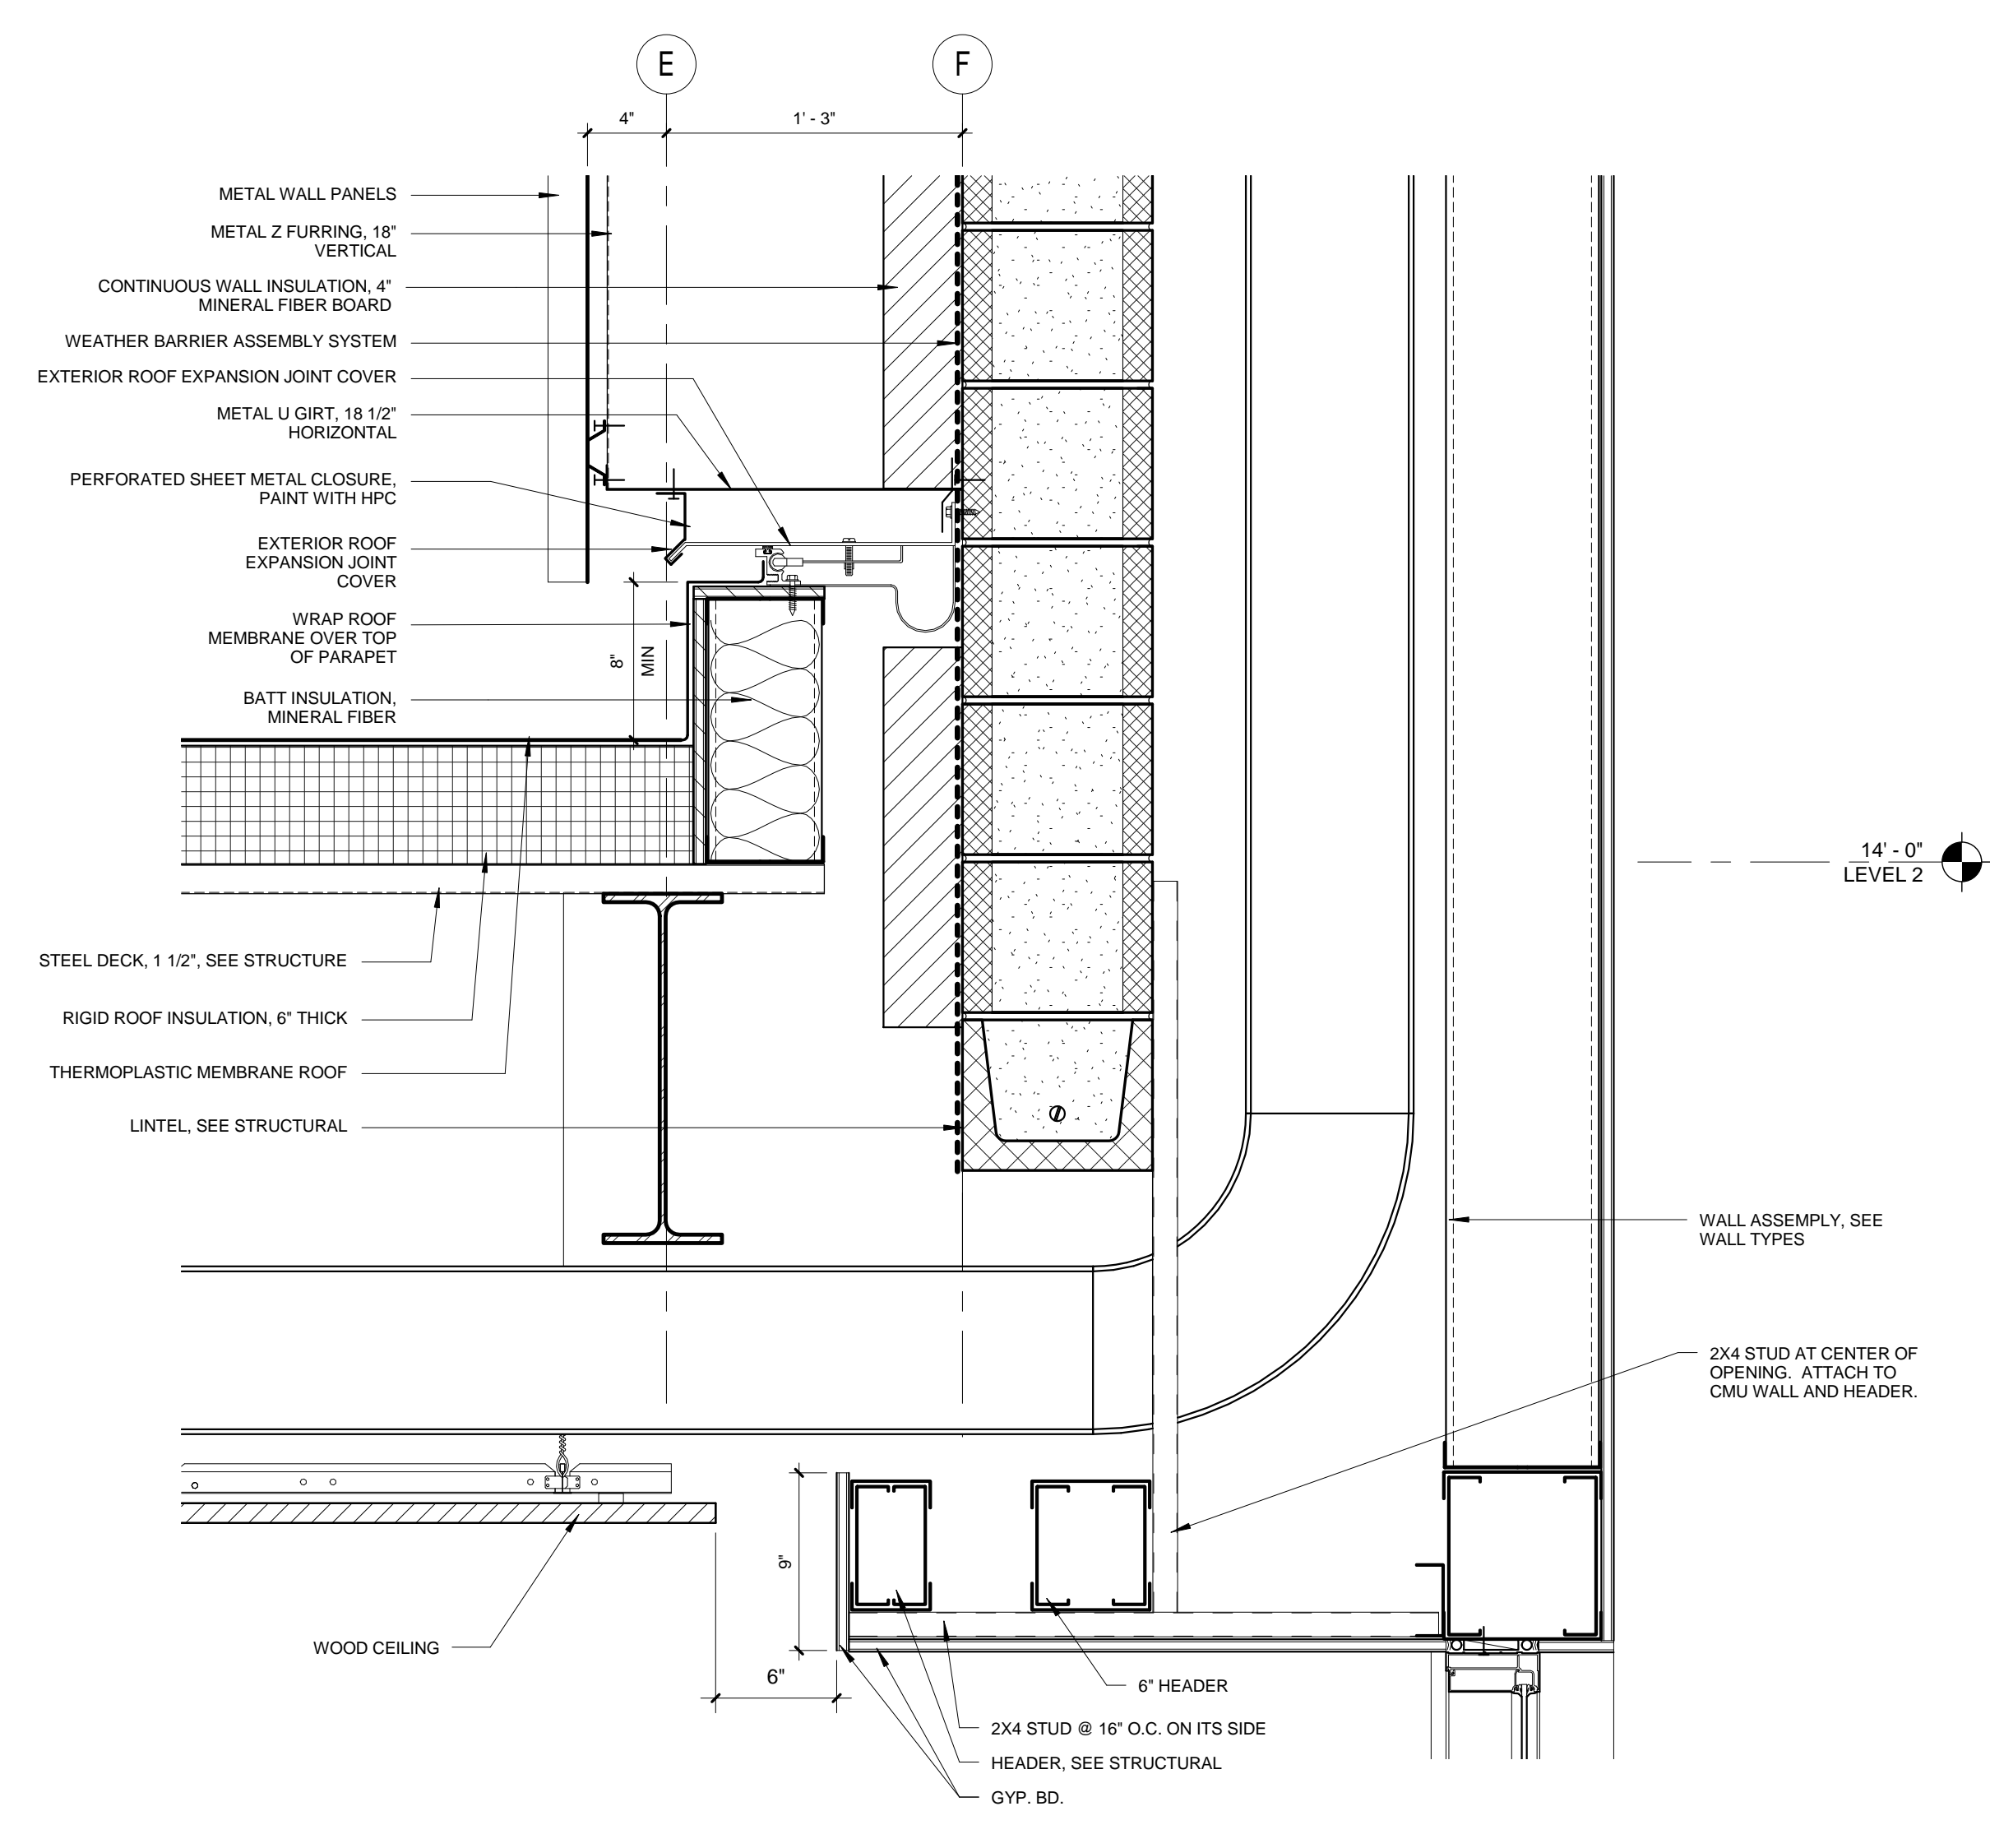 E
F
4"
1' - 3"
METAL WALL PANELS
METAL Z FURRING, 18"
VERTICAL
CONTINUOUS WALL INSULATION, 4"
MINERAL FIBER BOARD
WEATHER BARRIER ASSEMBLY SYSTEM
EXTERIOR ROOF EXPANSION JOINT COVER
METAL U GIRT, 18 1/2"
HORIZONTAL
PERFORATED SHEET METAL CLOSURE,
PAINT WITH HPC
EXTERIOR ROOF
EXPANSION JOINT
COVER
WRAP ROOF
MEMBRANE OVER TOP
OF PARAPET
8"
MIN
BATT INSULATION,
MINERAL FIBER
14' - 0"
LEVEL 2
STEEL DECK, 1 1/2", SEE STRUCTURE
RIGID ROOF INSULATION, 6" THICK
THERMOPLASTIC MEMBRANE ROOF
LINTEL, SEE STRUCTURAL
WALL ASSEMPLY, SEE
WALL TYPES
2X4 STUD AT CENTER OF
OPENING.  ATTACH TO
CMU WALL AND HEADER.
9"
WOOD CEILING
6"
6" HEADER
2X4 STUD @ 16" O.C. ON ITS SIDE
HEADER, SEE STRUCTURAL
GYP. BD.